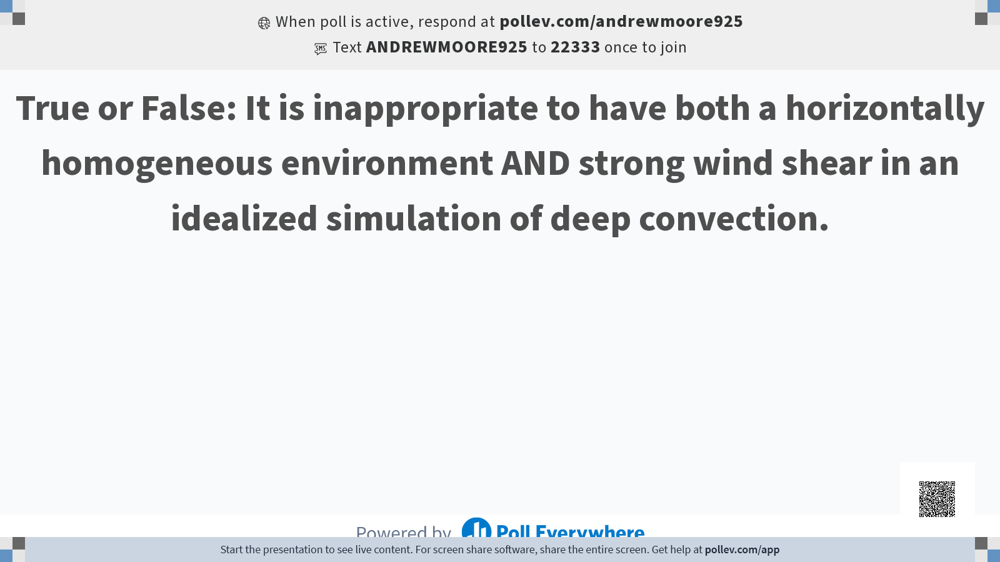 When poll is active, respond at pollev.com/andrewmoore925
SMS Text ANDREWMOORE925 to 22333 once to join
True or False: It is inappropriate to have both a horizontally
homogeneous environment AND strong wind shear in an
idealized simulation of deep convection.
Powered by Poll Everywhere
Start the presentation to see live content. For screen share software, share the entire screen. Get help at pollev.com/app